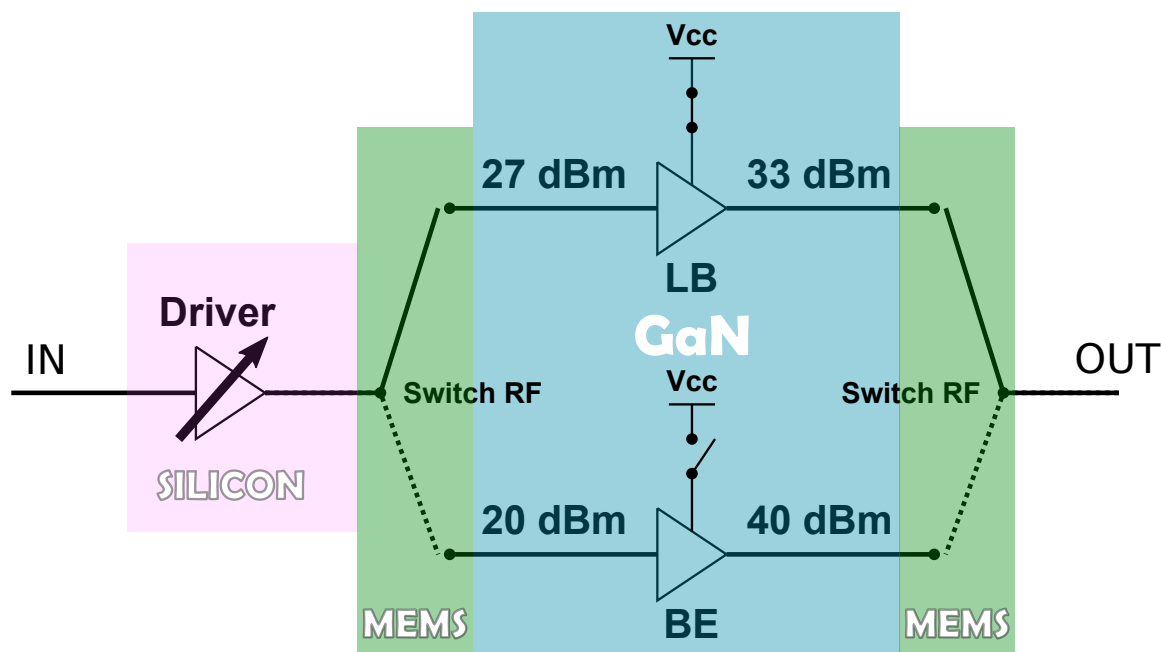 Vcc
27 dBm 33 dBm
LB
Driver
GaN
IN OUT
Vcc
Switch RF Switch RF
SILICON
20 dBm 40 dBm
MEMS BE MEMS